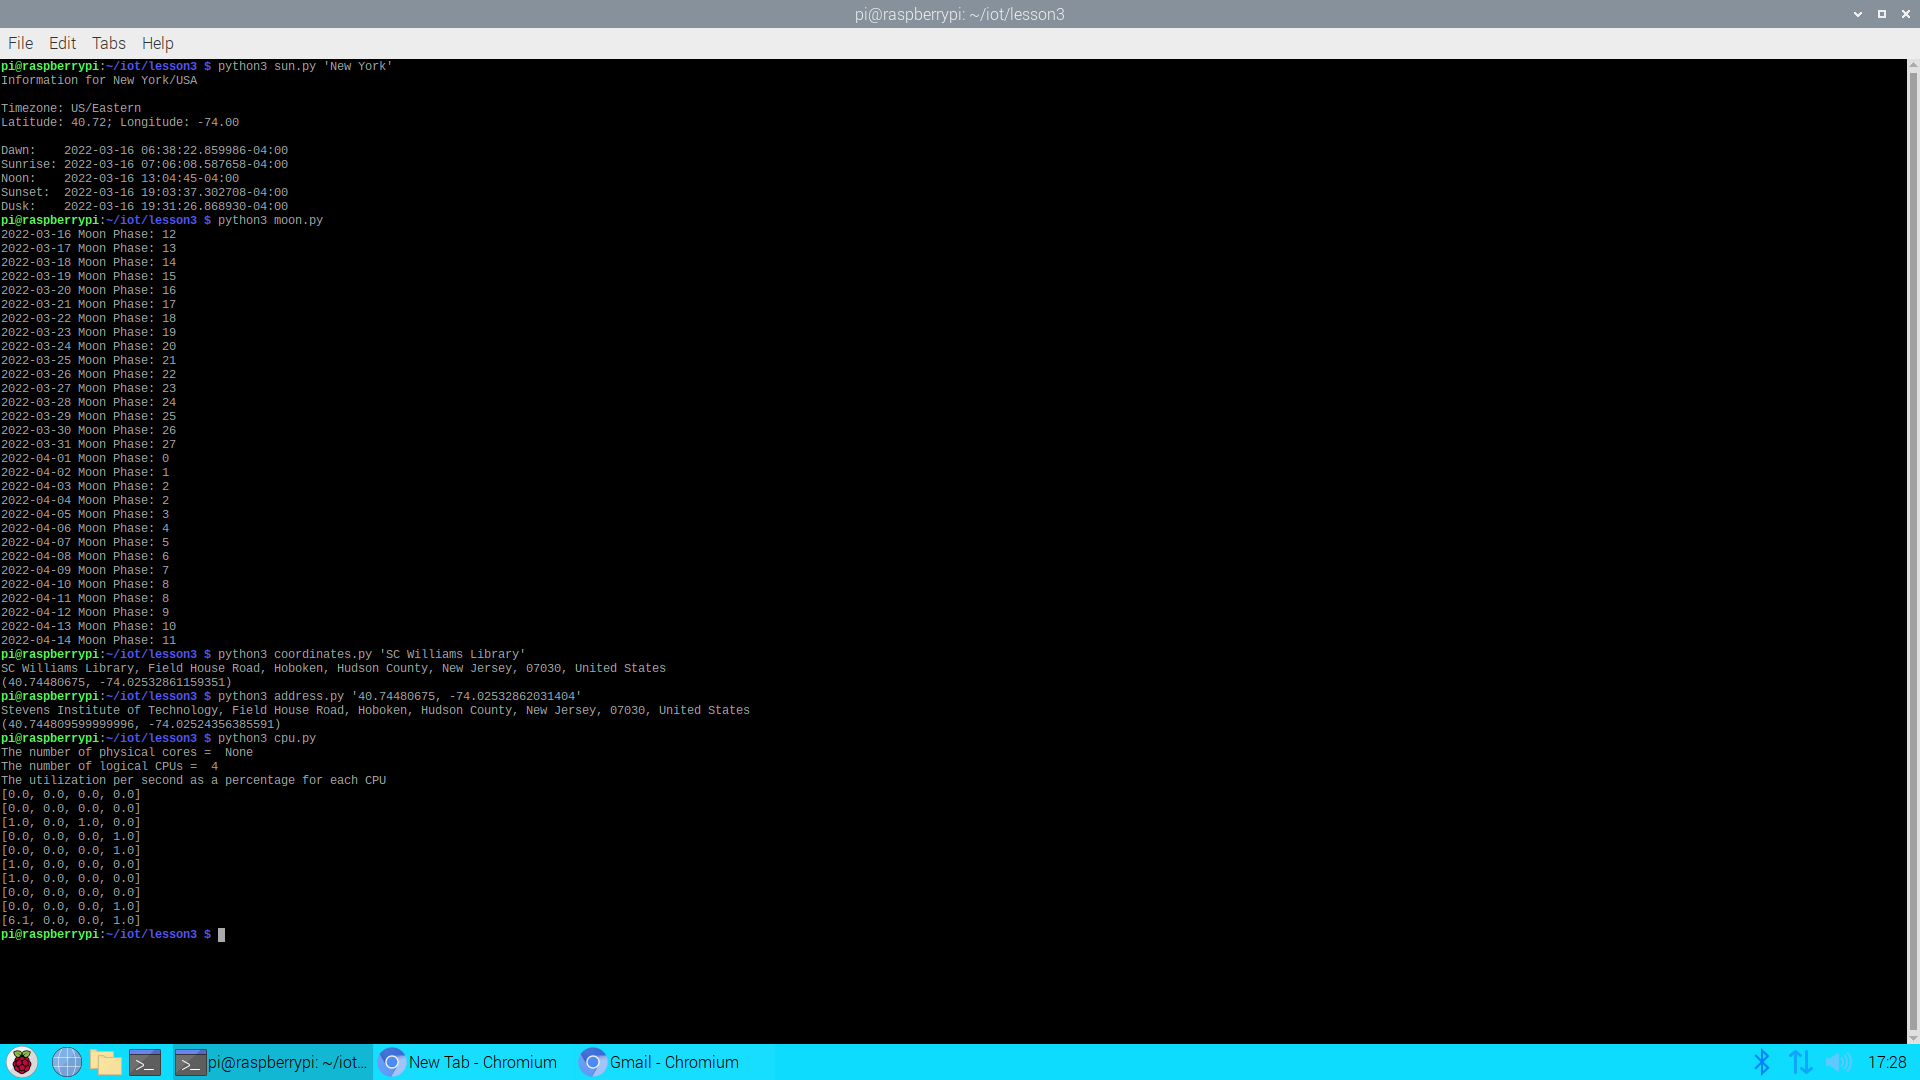 pi@raspberrypi: ~/iot/lesson3
File Edit Tabs Help
pi@raspberrypi:~/iot/lesson3 $ python3 sun.py 'New York'
Information for New York/USA
Timezone: US/Eastern
Latitude: 40.72; Longitude: -74.00
Dawn:    2022-03-16 06:38:22.859986-04:00
Sunrise: 2022-03-16 07:06:08.587658-04:00
Noon:    2022-03-16 13:04:45-04:00
Sunset:  2022-03-16 19:03:37.302708-04:00
Dusk:    2022-03-16 19:31:26.868930-04:00
pi@raspberrypi:~/iot/lesson3 $ python3 moon.py
2022-03-16 Moon Phase: 12
2022-03-17 Moon Phase: 13
2022-03-18 Moon Phase: 14
2022-03-19 Moon Phase: 15
2022-03-20 Moon Phase: 16
2022-03-21 Moon Phase: 17
2022-03-22 Moon Phase: 18
2022-03-23 Moon Phase: 19
2022-03-24 Moon Phase: 20
2022-03-25 Moon Phase: 21
2022-03-26 Moon Phase: 22
2022-03-27 Moon Phase: 23
2022-03-28 Moon Phase: 24
2022-03-29 Moon Phase: 25
2022-03-30 Moon Phase: 26
2022-03-31 Moon Phase: 27
2022-04-01 Moon Phase: 0
2022-04-02 Moon Phase: 1
2022-04-03 Moon Phase: 2
2022-04-04 Moon Phase: 2
2022-04-05 Moon Phase: 3
2022-04-06 Moon Phase: 4
2022-04-07 Moon Phase: 5
2022-04-08 Moon Phase: 6
2022-04-09 Moon Phase: 7
2022-04-10 Moon Phase: 8
2022-04-11 Moon Phase: 8
2022-04-12 Moon Phase: 9
2022-04-13 Moon Phase: 10
2022-04-14 Moon Phase: 11
pi@raspberrypi:~/iot/lesson3 $ python3 coordinates.py 'SC Williams Library'
SC Williams Library, Field House Road, Hoboken, Hudson County, New Jersey, 07030, United States
(40.74480675, -74.02532861159351)
pi@raspberrypi:~/iot/lesson3 $ python3 address.py '40.74480675, -74.02532862031404'
Stevens Institute of Technology, Field House Road, Hoboken, Hudson County, New Jersey, 07030, United States
(40.744809599999996, -74.02524356385591)
pi@raspberrypi:~/iot/lesson3 $ python3 cpu.py
The number of physical cores =  None
The number of logical CPUs =  4
The utilization per second as a percentage for each CPU
[0.0, 0.0, 0.0, 0.0]
[0.0, 0.0, 0.0, 0.0]
[1.0, 0.0, 1.0, 0.0]
[0.0, 0.0, 0.0, 1.0]
[0.0, 0.0, 0.0, 1.0]
[1.0, 0.0, 0.0, 0.0]
[1.0, 0.0, 0.0, 0.0]
[0.0, 0.0, 0.0, 0.0]
[0.0, 0.0, 0.0, 1.0]
[6.1, 0.0, 0.0, 1.0]
pi@raspberrypi:~/iot/lesson3 $
pi@raspberrypi: ~/iot... New Tab - Chromium Gmail - Chromium 17:28